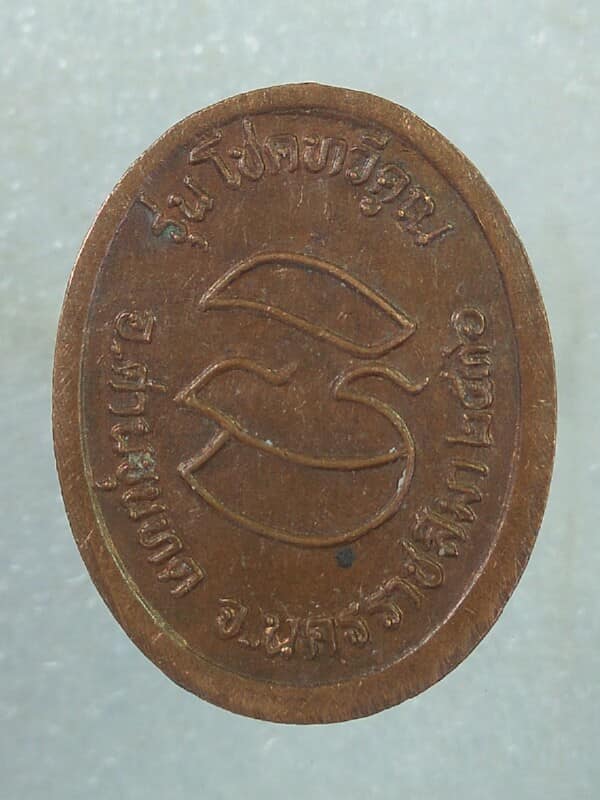 รุ่นโชคทวีคูณ
อ.ด่านขุนทด จ.นครราชสีมา ๒๕๓๐